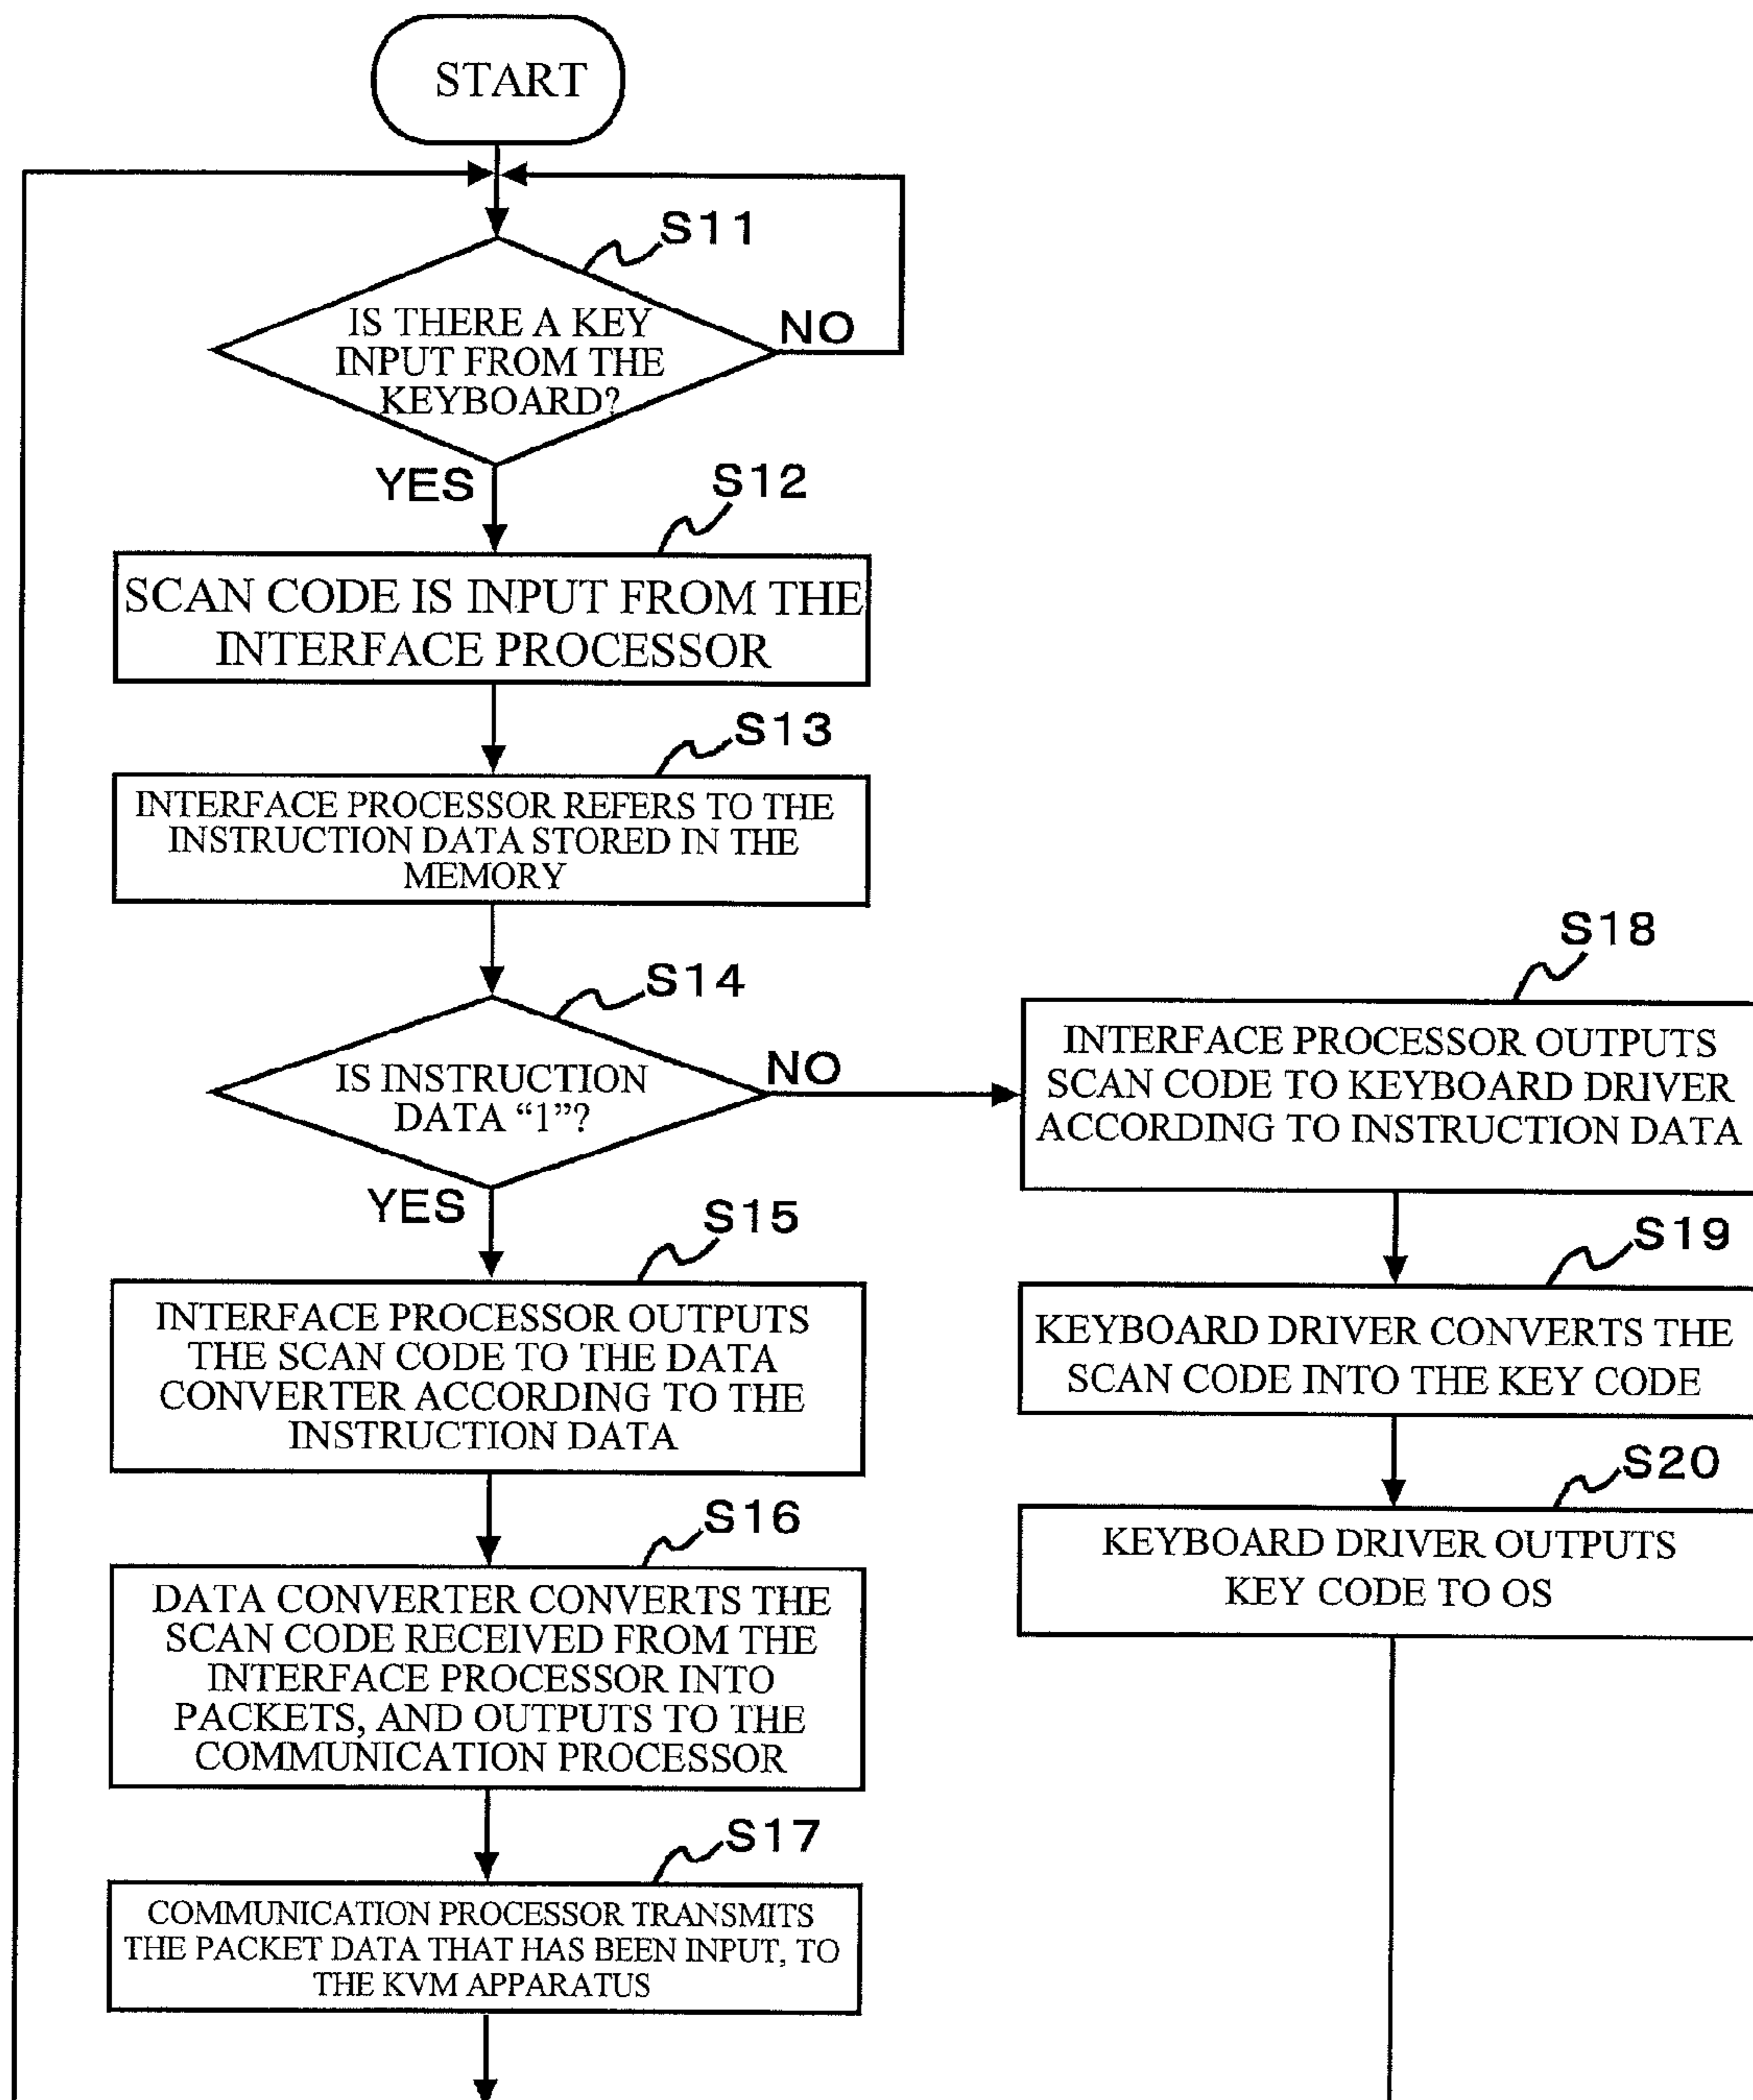 START
S11
IS THERE A KEY
INPUT FROM THE
KEYBOARD?
NO
YES
S12
SCAN CODE IS INPUT FROM THE
INTERFACE PROCESSOR
S13
INTERFACE PROCESSOR REFERS TO THE
INSTRUCTION DATA STORED IN THE
MEMORY
S14
IS INSTRUCTION
DATA “1”?
NO
YES
S15
INTERFACE PROCESSOR OUTPUTS
THE SCAN CODE TO THE DATA
CONVERTER ACCORDING TO THE
INSTRUCTION DATA
S16
DATA CONVERTER CONVERTS THE
SCAN CODE RECEIVED FROM THE
INTERFACE PROCESSOR INTO
PACKETS, AND OUTPUTS TO THE
COMMUNICATION PROCESSOR
S17
COMMUNICATION PROCESSOR TRANSMITS
THE PACKET DATA THAT HAS BEEN INPUT, TO
THE KVM APPARATUS
S18
INTERFACE PROCESSOR OUTPUTS
SCAN CODE TO KEYBOARD DRIVER
ACCORDING TO INSTRUCTION DATA
S19
KEYBOARD DRIVER CONVERTS THE
SCAN CODE INTO THE KEY CODE
S20
KEYBOARD DRIVER OUTPUTS
KEY CODE TO OS